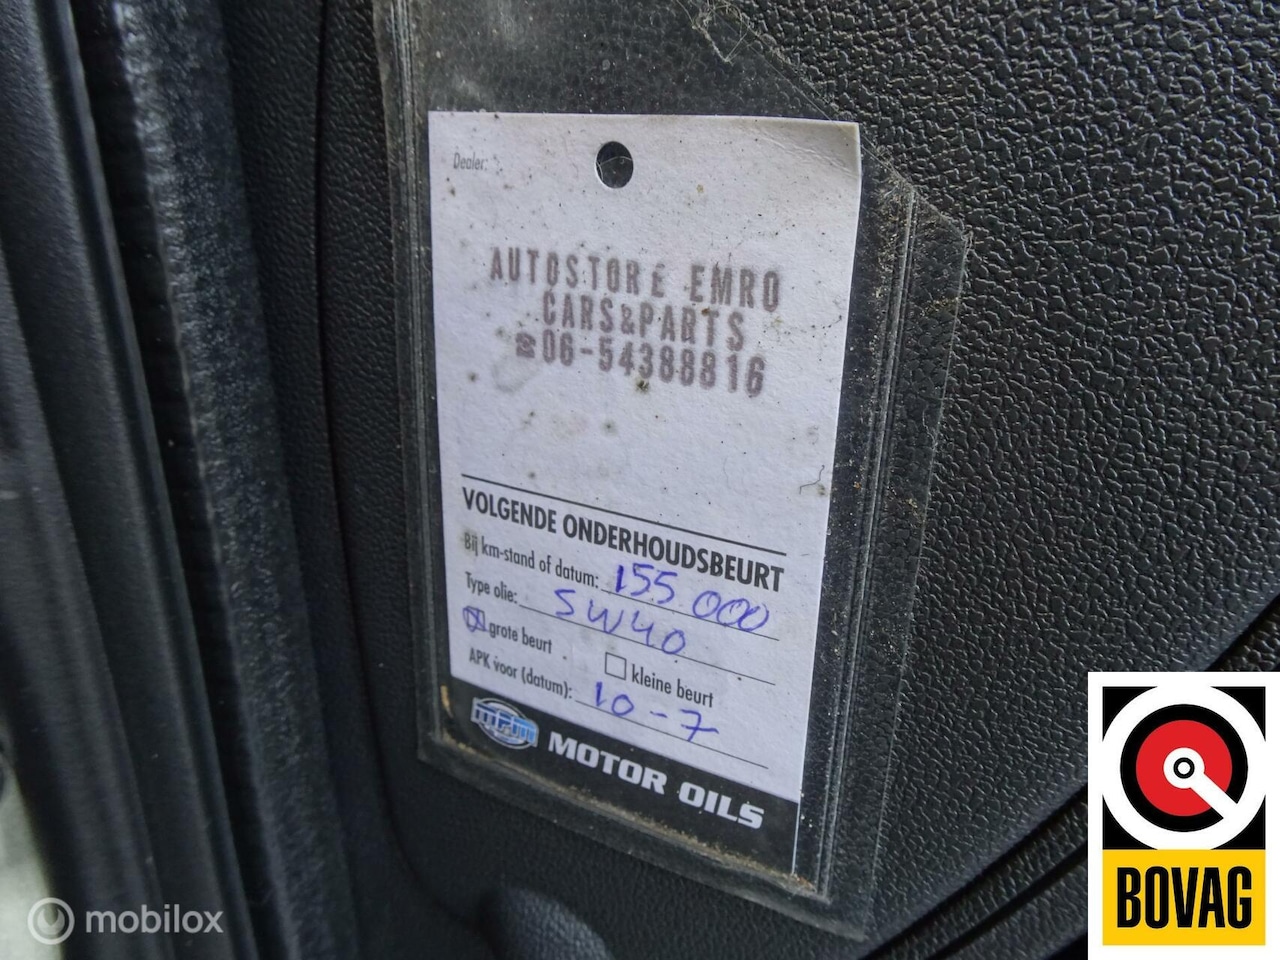 Dealer:
AUTOSTORE EMRO
CARS&PARTS
☎06-54388816
VOLGENDE ONDERHOUDSBEURT
Bij km-stand of datum: 155 000
Type olie: 5W40
grote beurt kleine beurt
APK voor (datum): 10-7
MPM MOTOR OILS
BOVAG
mobilox